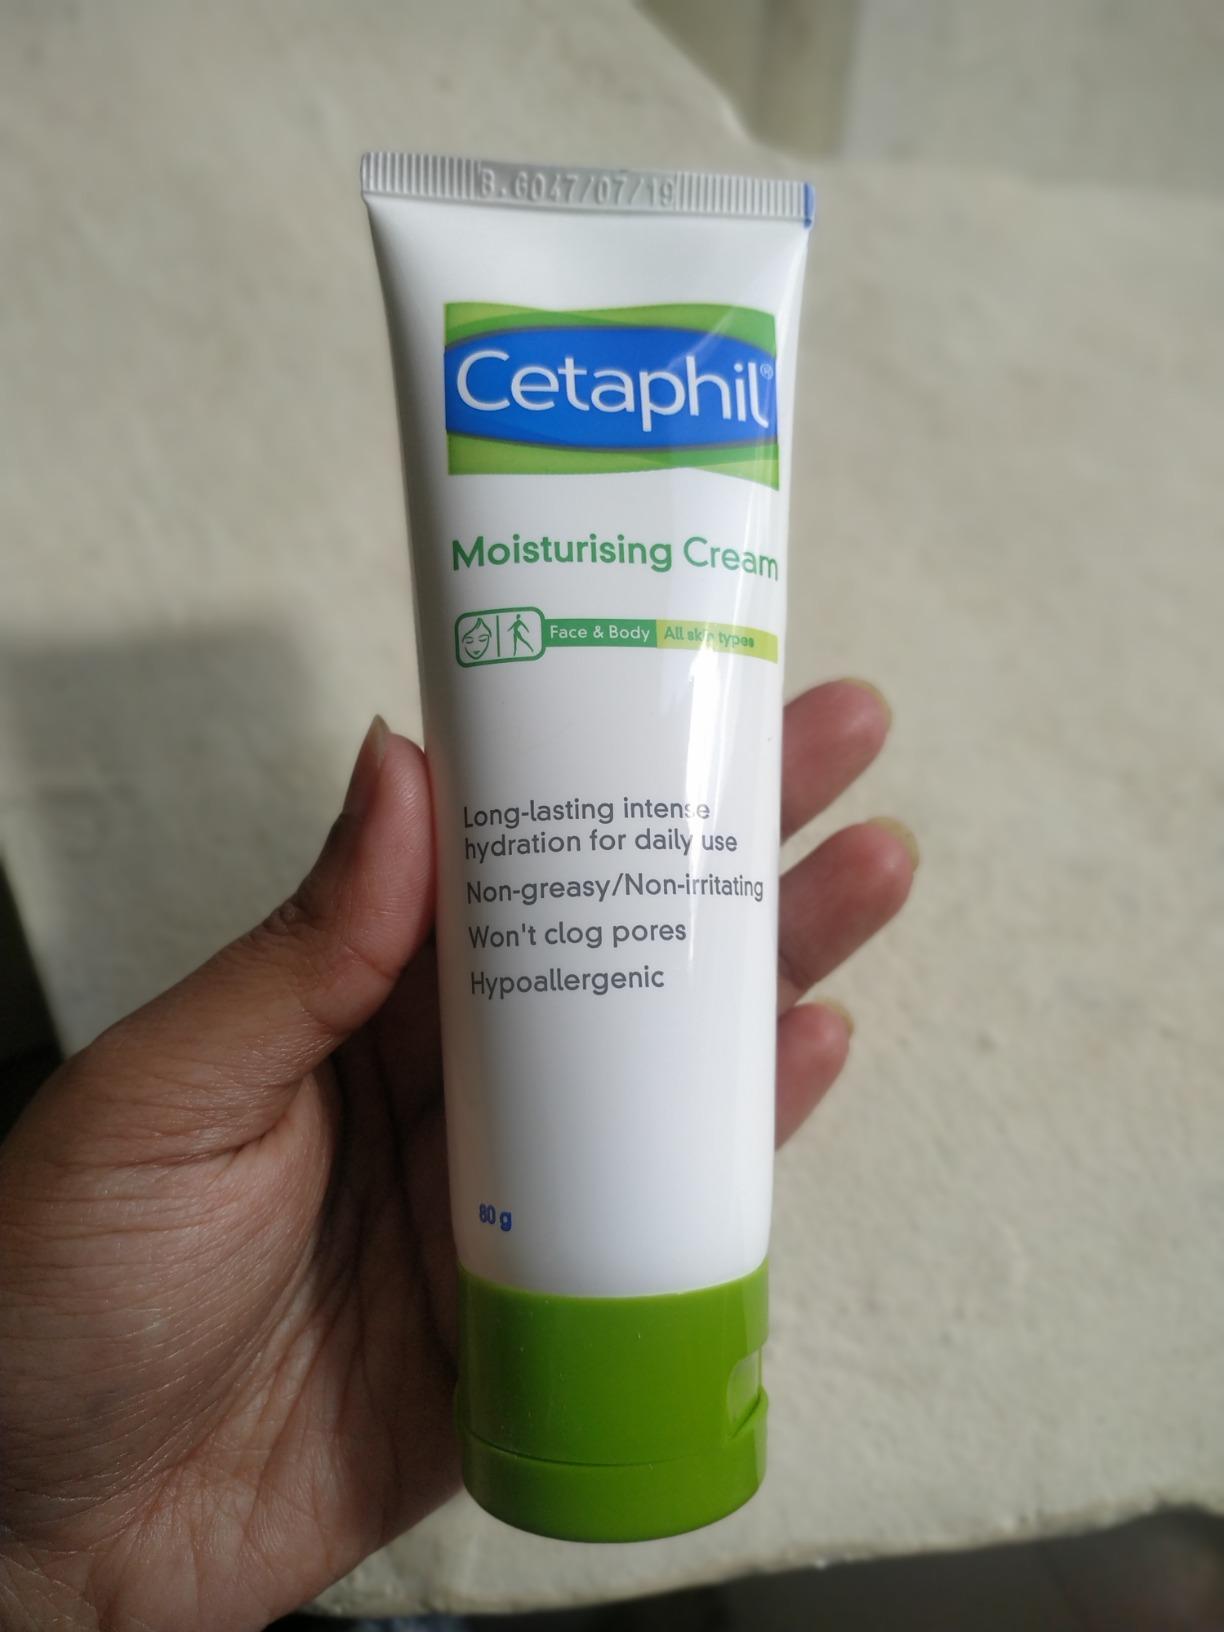 B.G047/07/19
Cetaphil®
Moisturising Cream
Face & Body All skin types
Long-lasting intense
hydration for daily use
Non-greasy/Non-irritating
Won't clog pores
Hypoallergenic
80 g